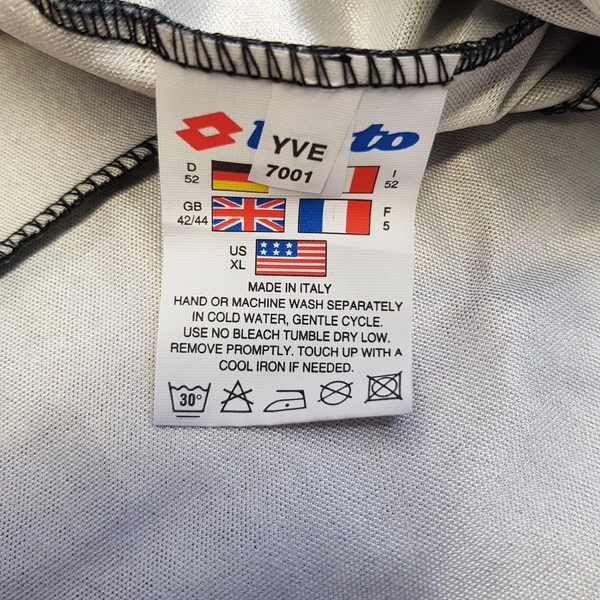 l to
YVE
7001
D
52
I
52
GB
42/44
F
5
US
XL
MADE IN ITALY
HAND OR MACHINE WASH SEPARATELY
IN COLD WATER, GENTLE CYCLE.
USE NO BLEACH TUMBLE DRY LOW.
REMOVE PROMPTLY. TOUCH UP WITH A
COOL IRON IF NEEDED.
30°